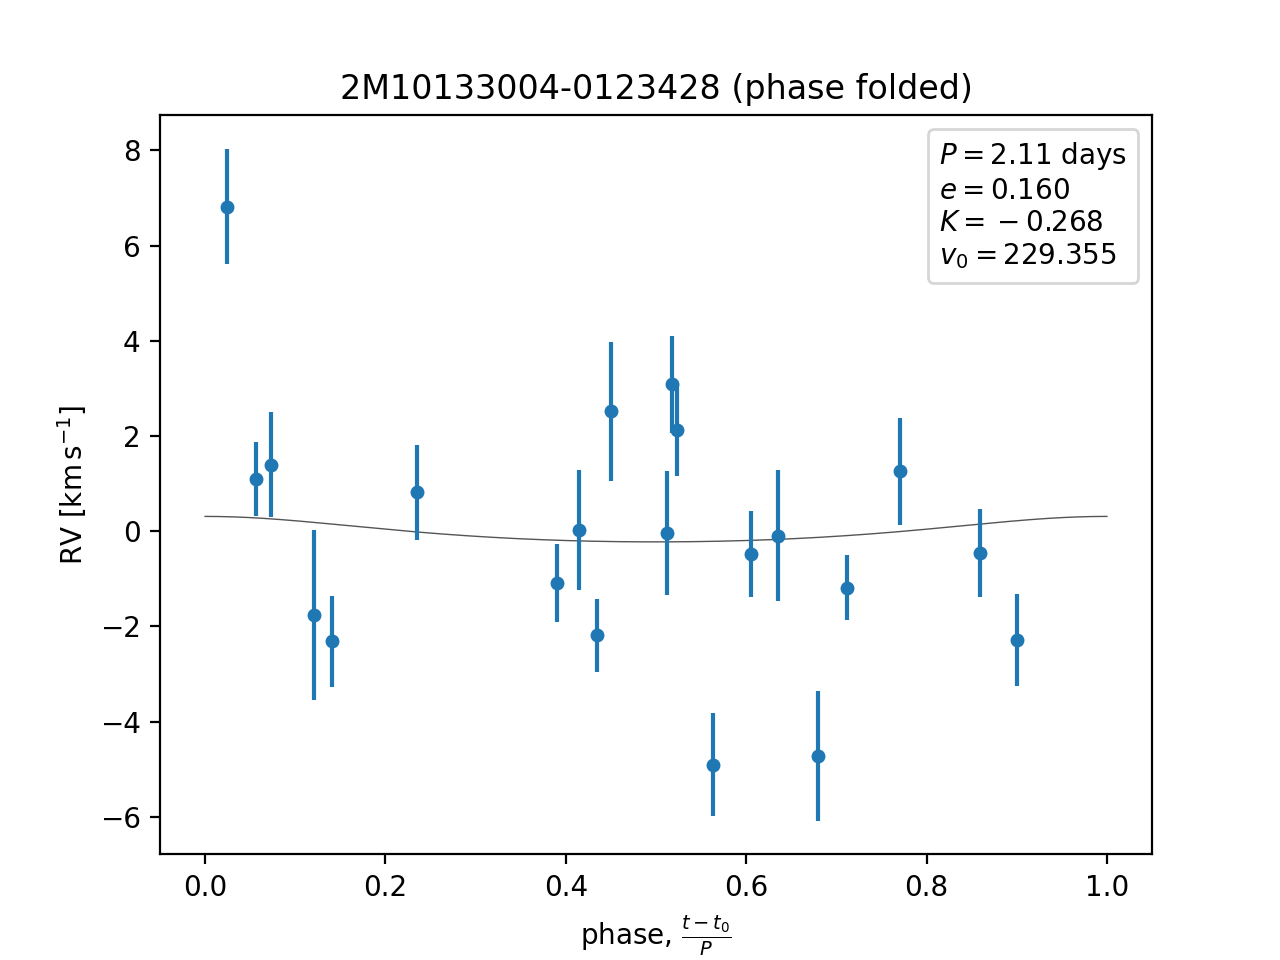 2M10133004-0123428 (phase folded)
P = 2.11 days
e = 0.160
K = −0.268
v₀ = 229.355
8
6
4
2
0
−2
−4
−6
RV [km s⁻¹]
0.0 0.2 0.4 0.6 0.8 1.0
phase, (t − t₀)/P